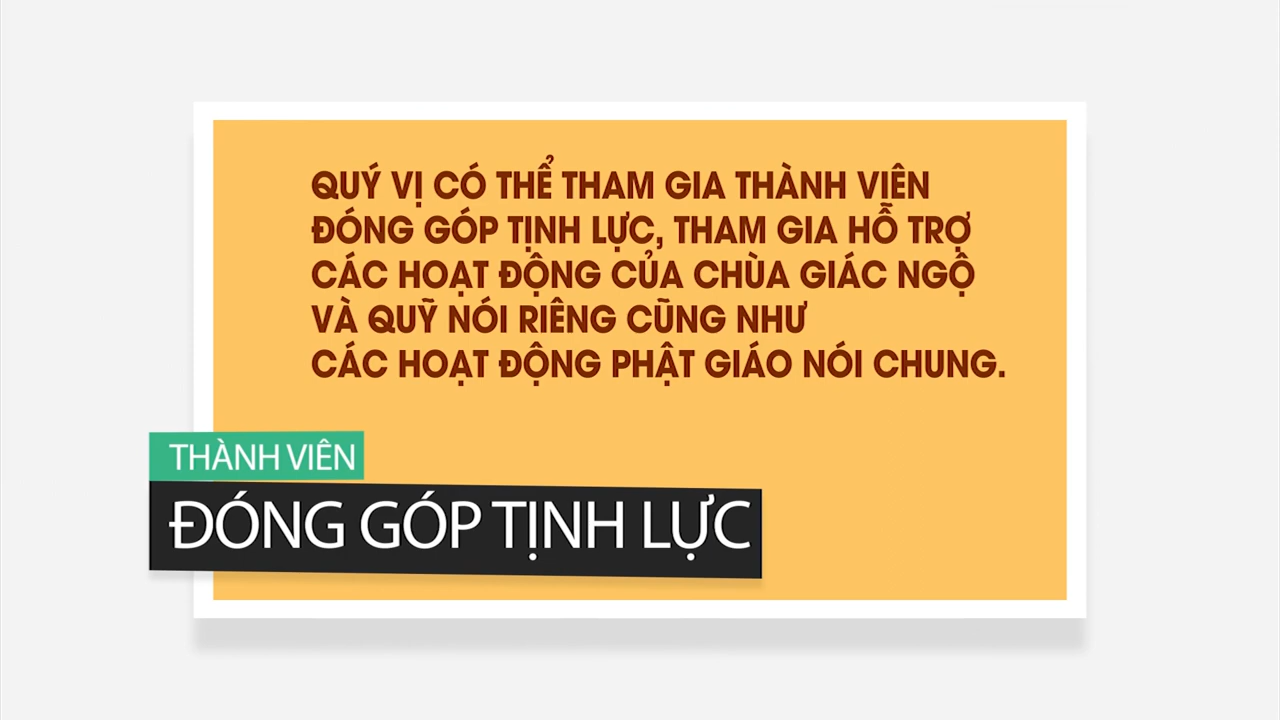 QUÝ VỊ CÓ THỂ THAM GIA THÀNH VIÊN
ĐÓNG GÓP TỊNH LỰC, THAM GIA HỖ TRỢ
CÁC HOẠT ĐỘNG CỦA CHÙA GIÁC NGỘ
VÀ QUỸ NÓI RIÊNG CŨNG NHƯ
CÁC HOẠT ĐỘNG PHẬT GIÁO NÓI CHUNG.
THÀNH VIÊN
ĐÓNG GÓP TỊNH LỰC